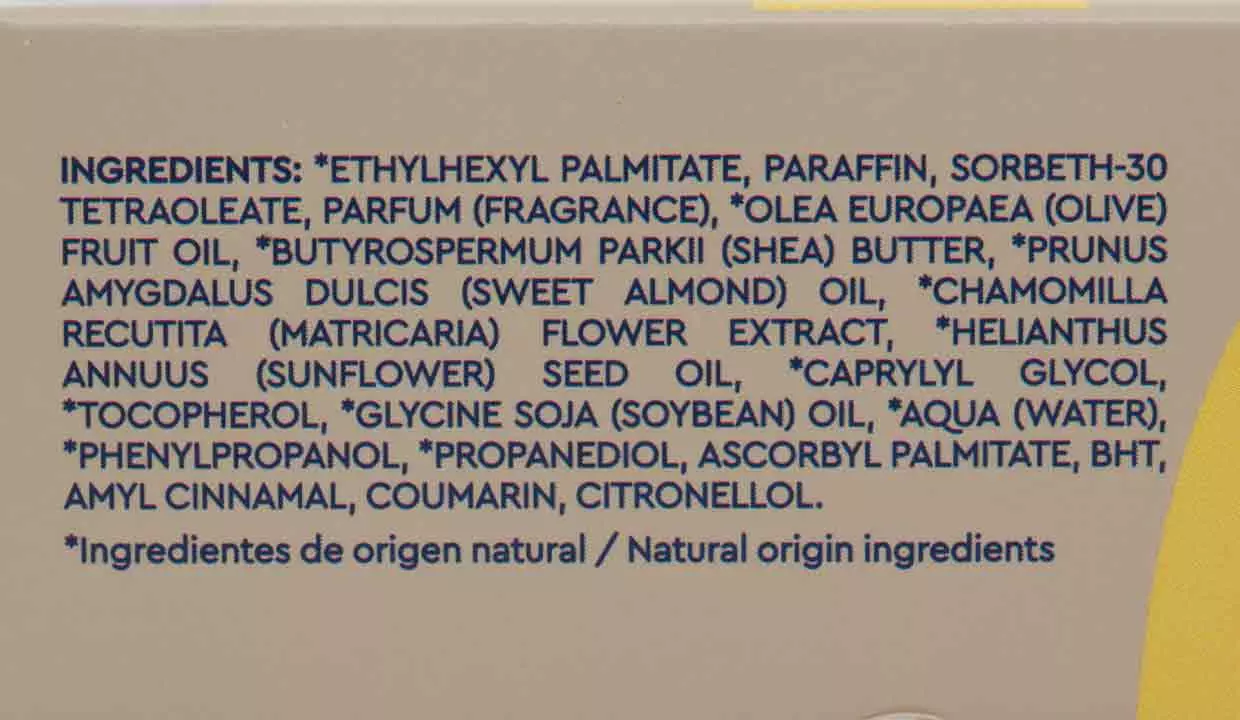 INGREDIENTS: *ETHYLHEXYL PALMITATE, PARAFFIN, SORBETH-30
TETRAOLEATE, PARFUM (FRAGRANCE), *OLEA EUROPAEA (OLIVE)
FRUIT OIL, *BUTYROSPERMUM PARKII (SHEA) BUTTER, *PRUNUS
AMYGDALUS DULCIS (SWEET ALMOND) OIL, *CHAMOMILLA
RECUTITA (MATRICARIA) FLOWER EXTRACT, *HELIANTHUS
ANNUUS (SUNFLOWER) SEED OIL, *CAPRYLYL GLYCOL,
*TOCOPHEROL, *GLYCINE SOJA (SOYBEAN) OIL, *AQUA (WATER),
*PHENYLPROPANOL, *PROPANEDIOL, ASCORBYL PALMITATE, BHT,
AMYL CINNAMAL, COUMARIN, CITRONELLOL.
*Ingredientes de origen natural / Natural origin ingredients